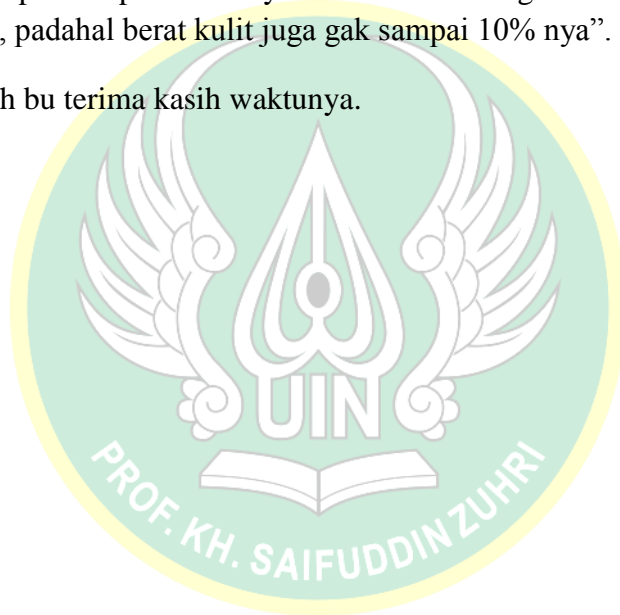 , padahal berat kulit juga gak sampai 10% nya”.
h bu terima kasih waktunya.
UIN
PROF. KH. SAIFUDDIN ZUHRI